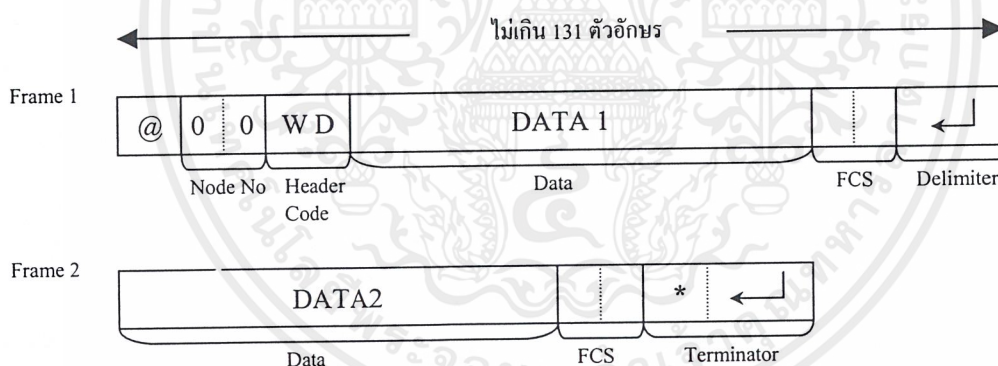 ไม่เกิน 131 ตัวอักษร
Frame 1
@ 0 0 W D DATA 1 ↵
Node No Header Code Data FCS Delimiter
Frame 2
DATA2 * ↵
Data FCS Terminator